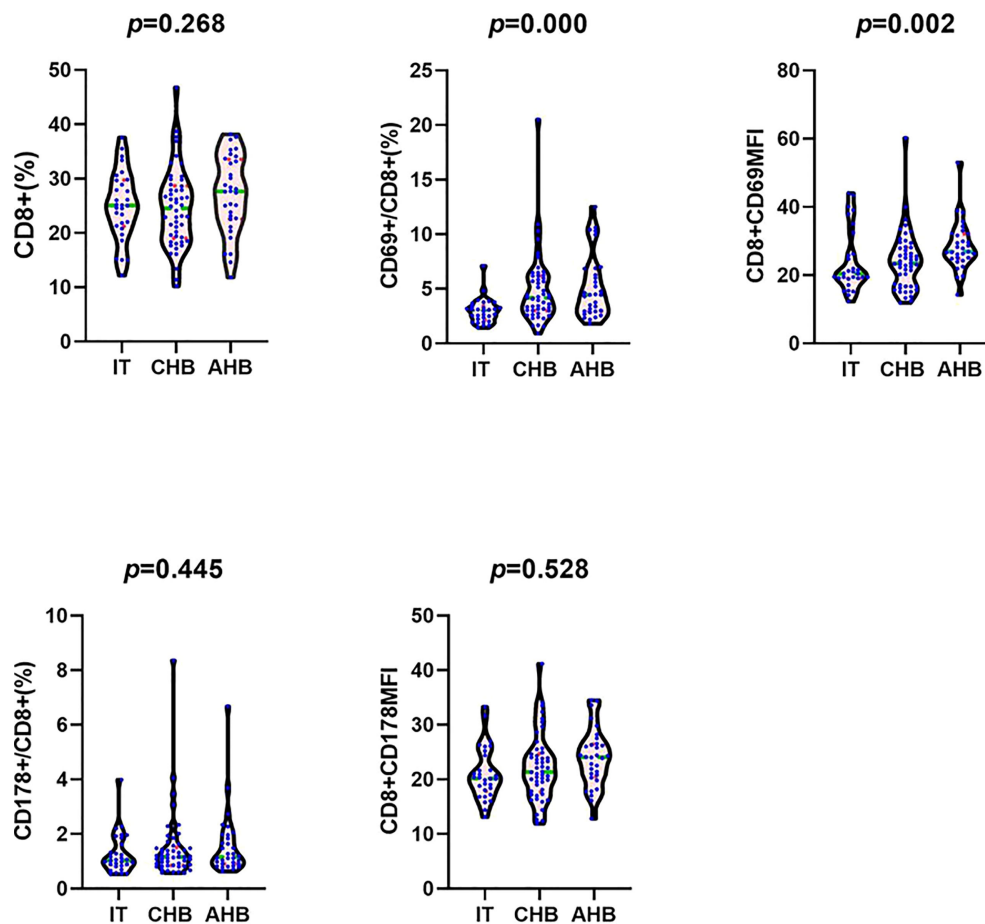 p=0.268
CD8+(%)
50
40
30
20
10
0
IT CHB AHB
p=0.000
CD69+/CD8+(%)
25
20
15
10
5
0
IT CHB AHB
p=0.002
CD8+CD69MFI
80
60
40
20
0
IT CHB AHB
p=0.445
CD178+/CD8+(%)
10
8
6
4
2
0
IT CHB AHB
p=0.528
CD8+CD178MFI
50
40
30
20
10
0
IT CHB AHB